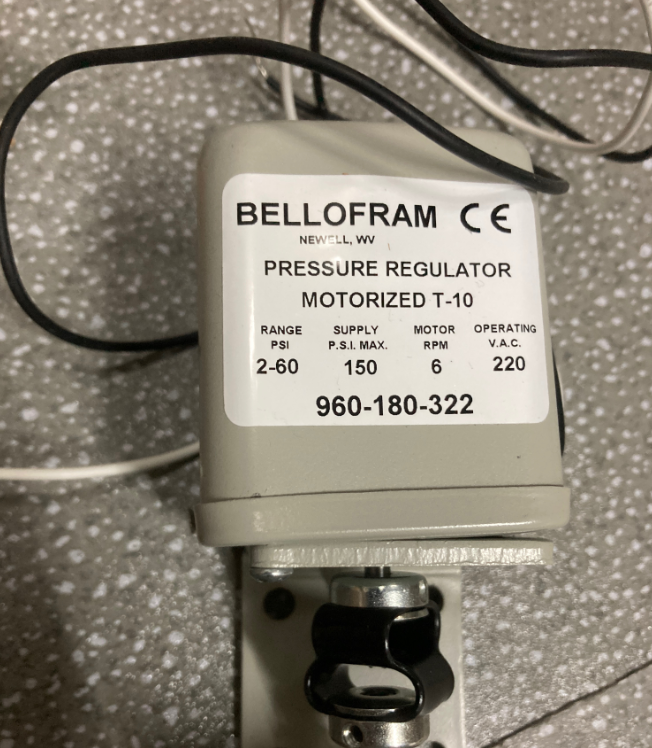 BELLOFRAM CE
NEWELL, WV
PRESSURE REGULATOR
MOTORIZED T-10
RANGE SUPPLY MOTOR OPERATING
PSI P.S.I. MAX. RPM V.A.C.
2-60 150 6 220
960-180-322